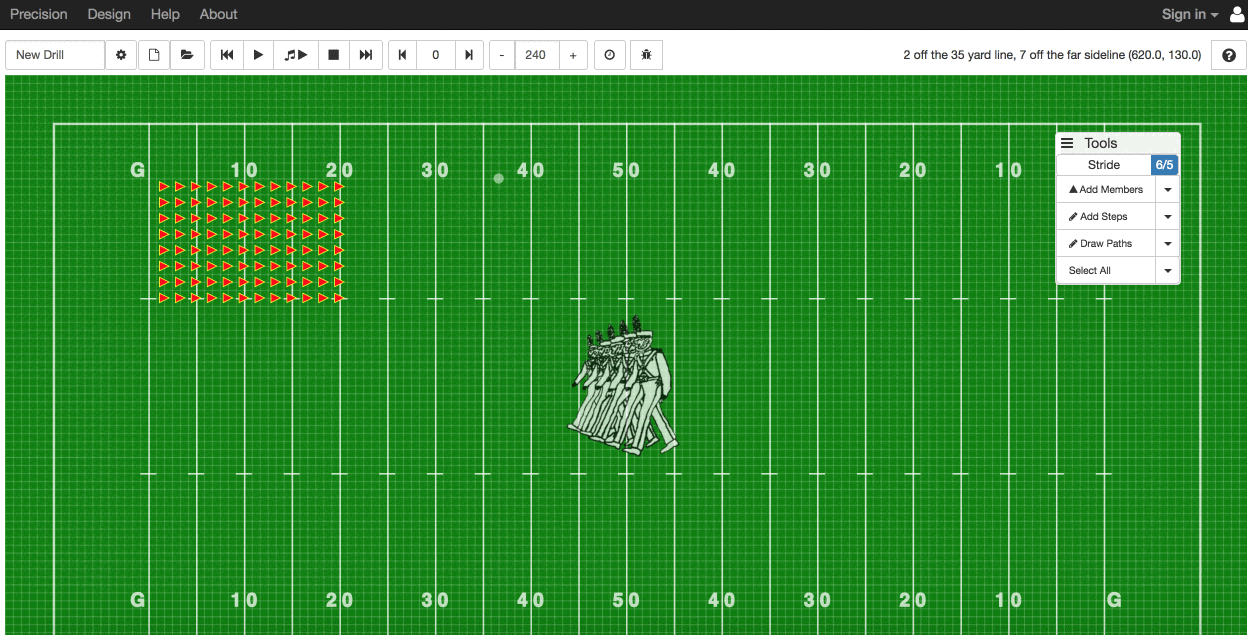 Precision Design Help About Sign in
New Drill 0 - 240 + 2 off the 35 yard line, 7 off the far sideline (620.0, 130.0)
G 10 20 30 40 50 40 30 20 10
Tools
Stride 6/5
Add Members
Add Steps
Draw Paths
Select All
G 10 20 30 40 50 40 30 20 10 G